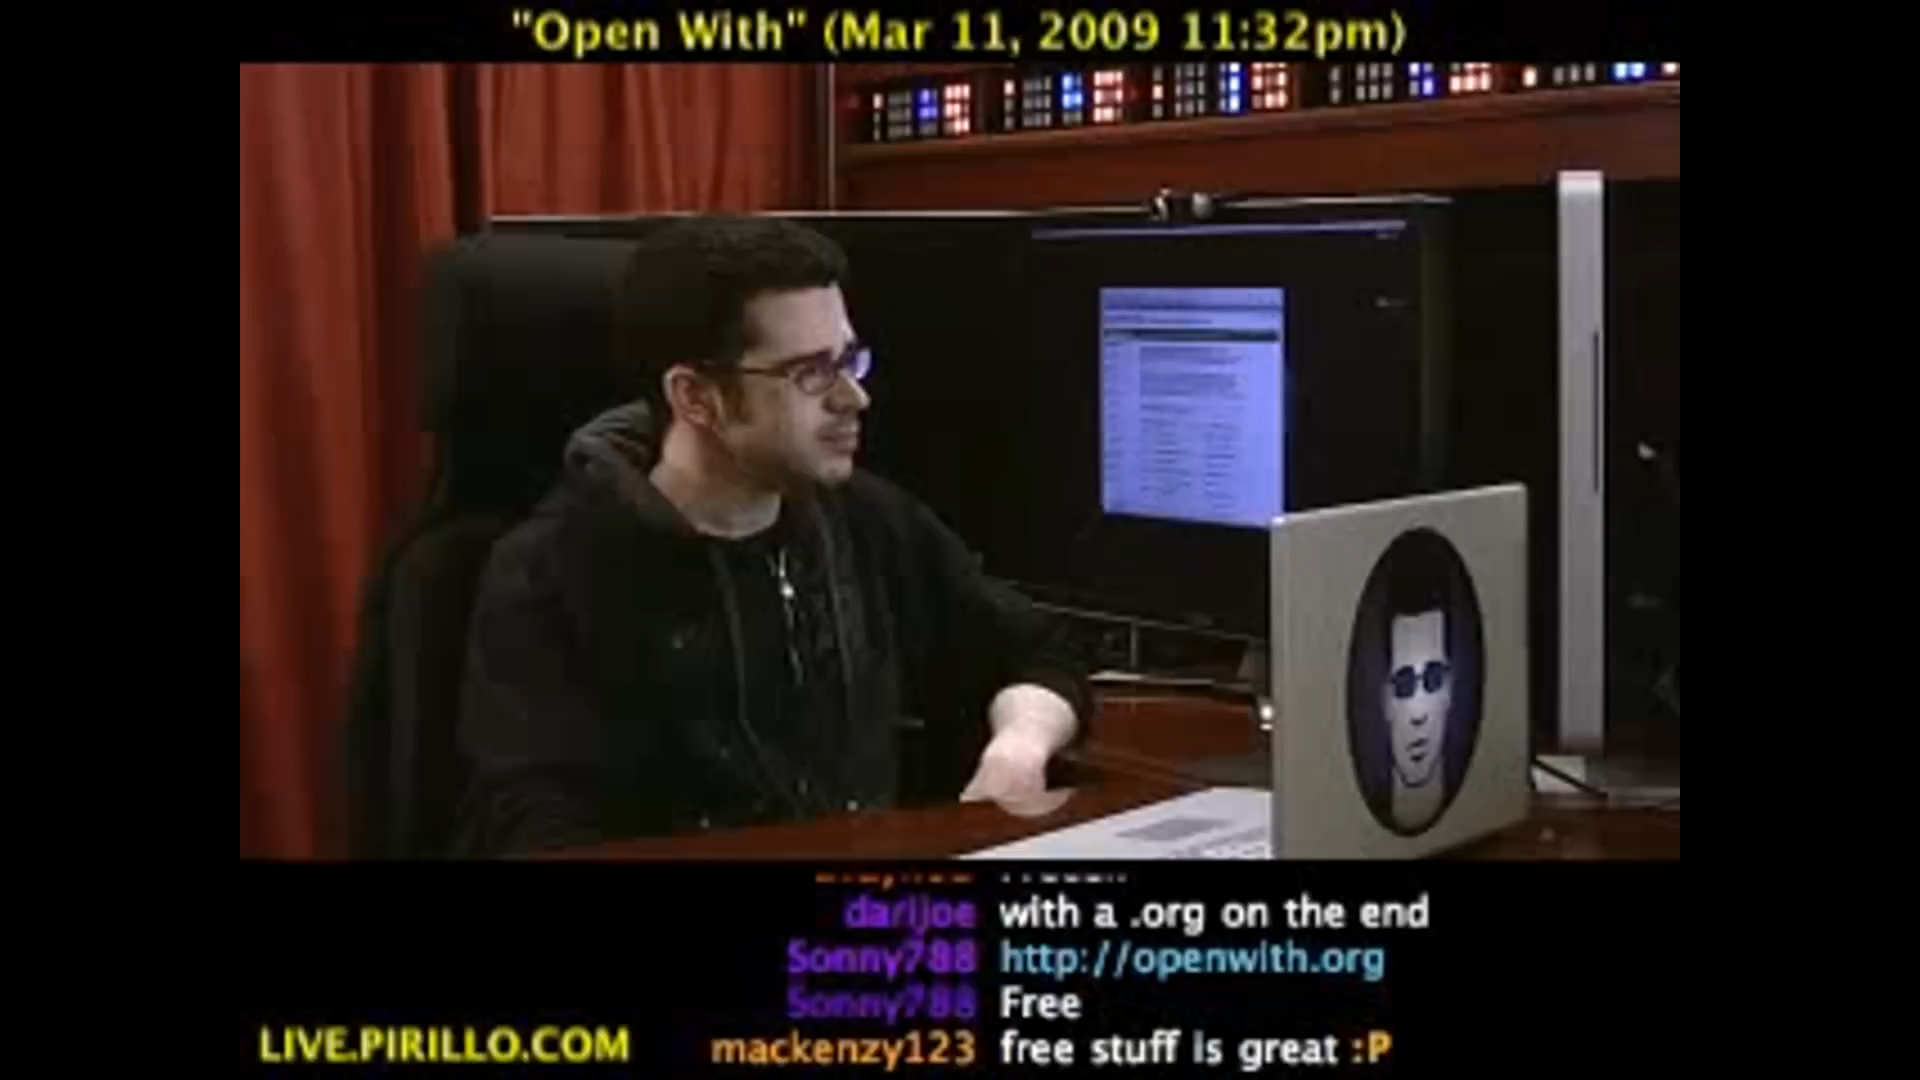 "Open With" (Mar 11, 2009 11:32pm)
darijoe with a .org on the end
Sonny788 http://openwith.org
Sonny788 Free
LIVE.PIRILLO.COM
mackenzy123 free stuff is great :P